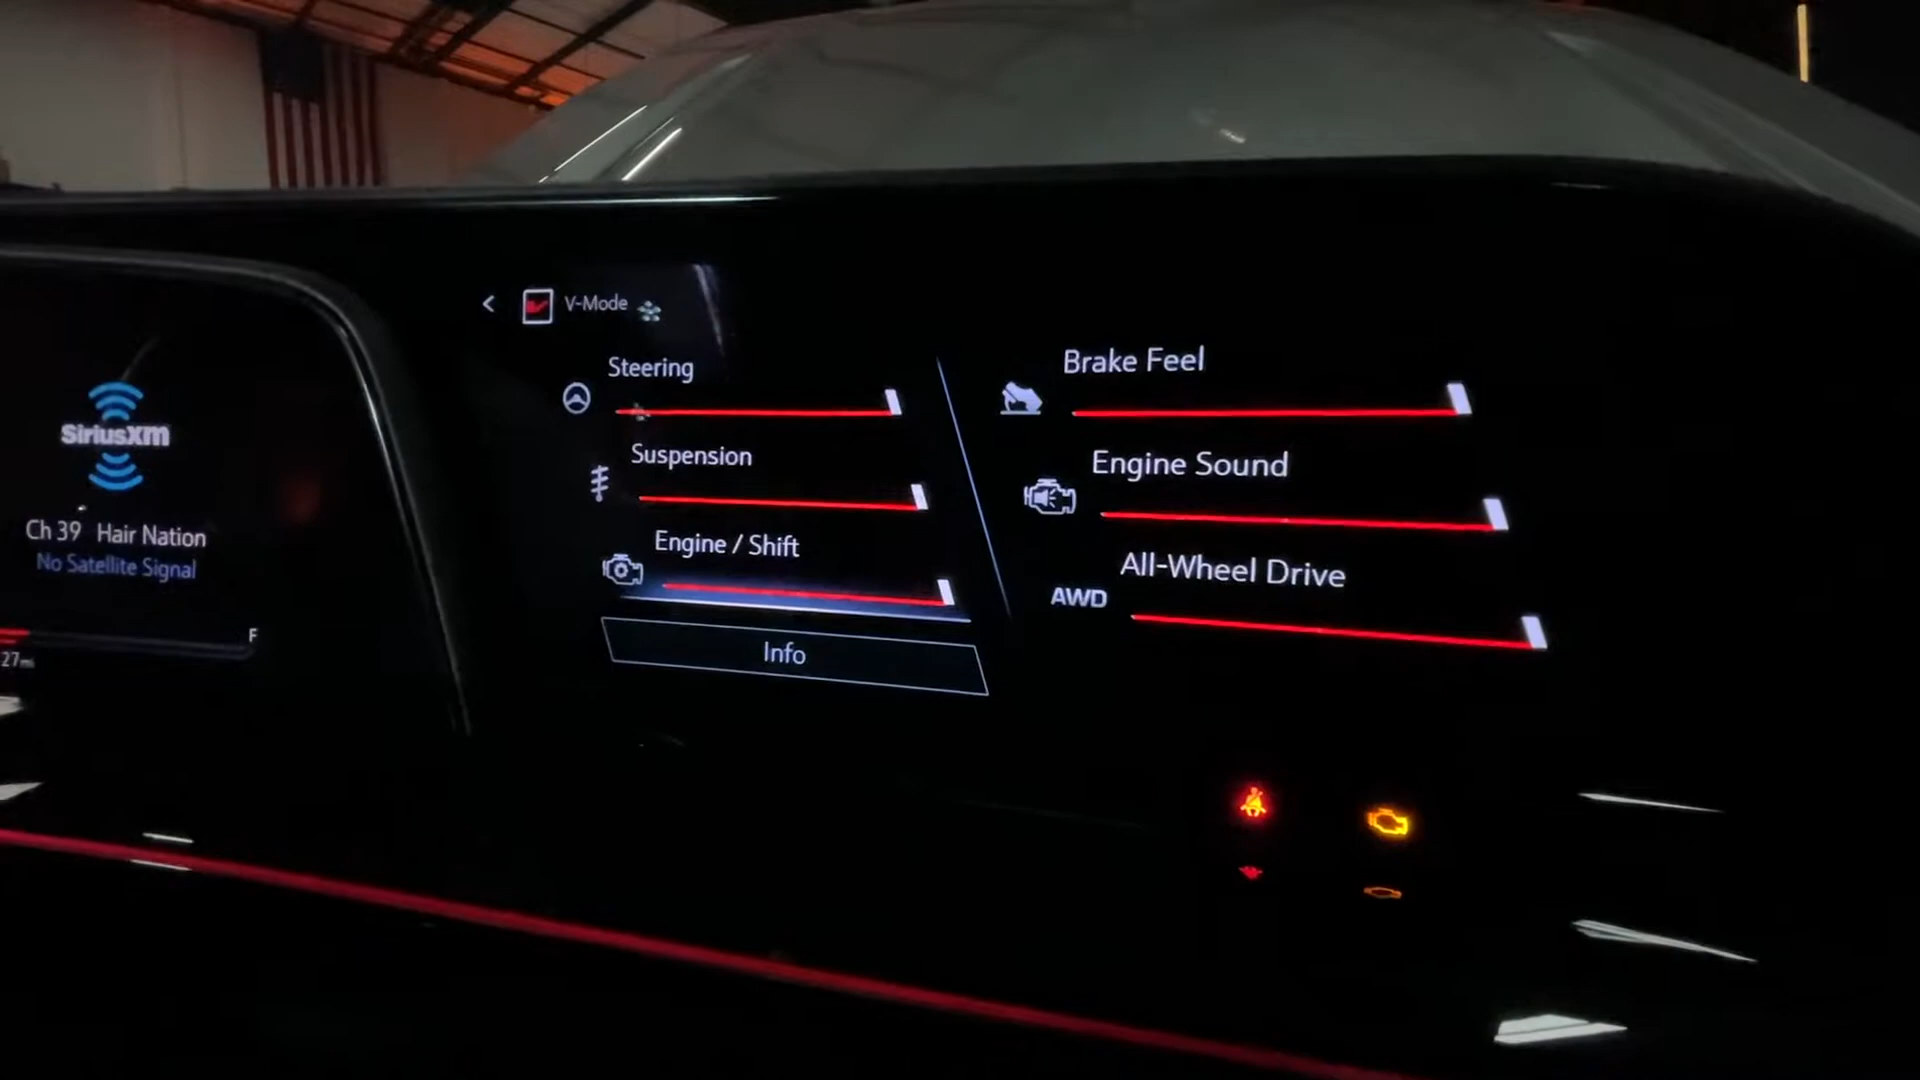 V-Mode
Steering
Suspension
Engine / Shift
Info
Brake Feel
Engine Sound
All-Wheel Drive
AWD
SiriusXM
Ch 39 Hair Nation
No Satellite Signal
F
27mi